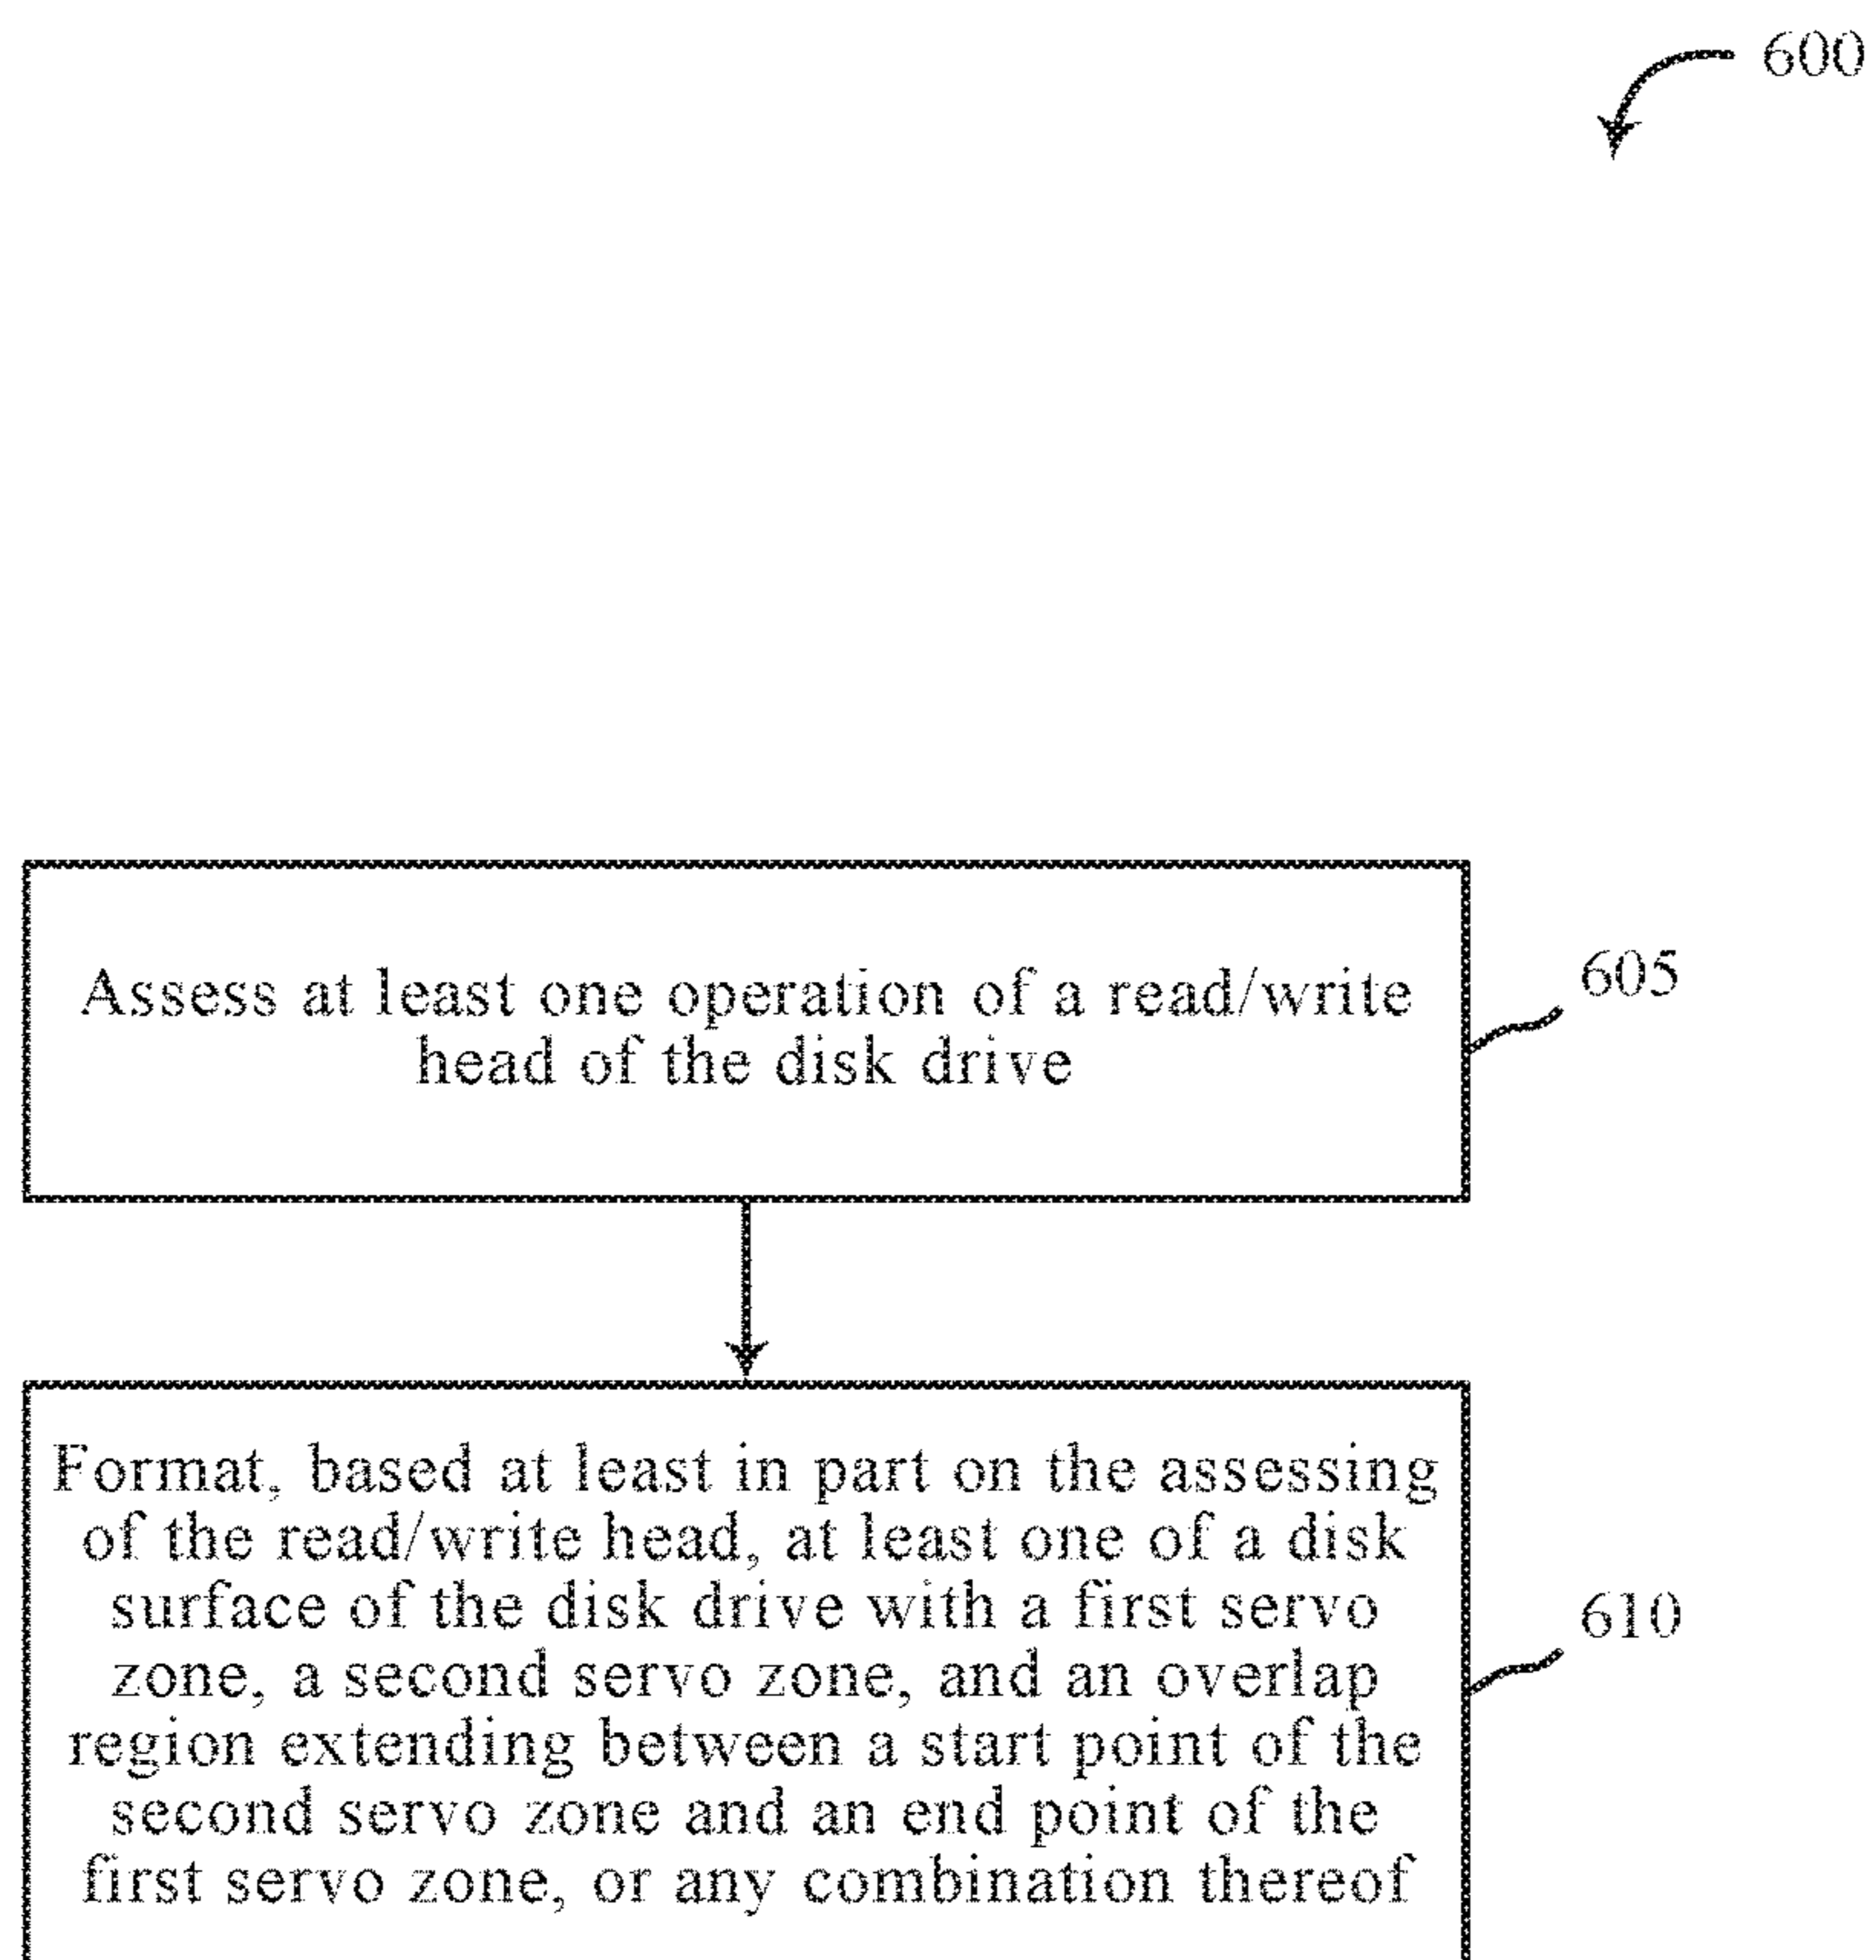 600
Assess at least one operation of a read/write
head of the disk drive
605
Format, based at least in part on the assessing
of the read/write head, at least one of a disk
surface of the disk drive with a first servo
zone, a second servo zone, and an overlap
region extending between a start point of the
second servo zone and an end point of the
first servo zone, or any combination thereof
610